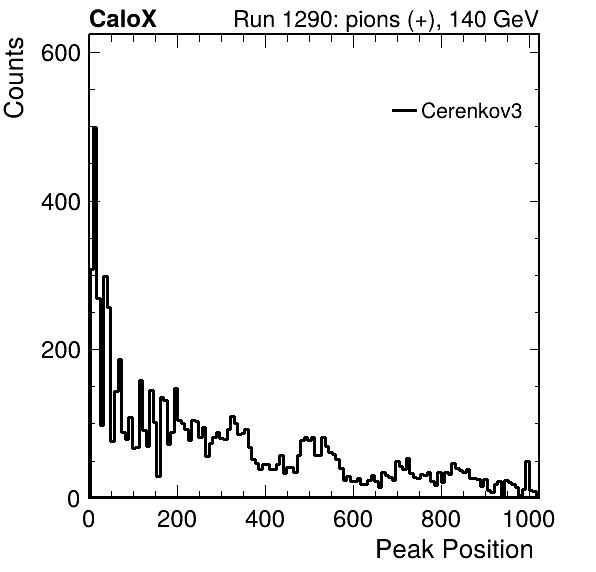 CaloX Run 1290: pions (+), 140 GeV
Counts
600
Cerenkov3
400
200
0
0 200 400 600 800 1000
Peak Position